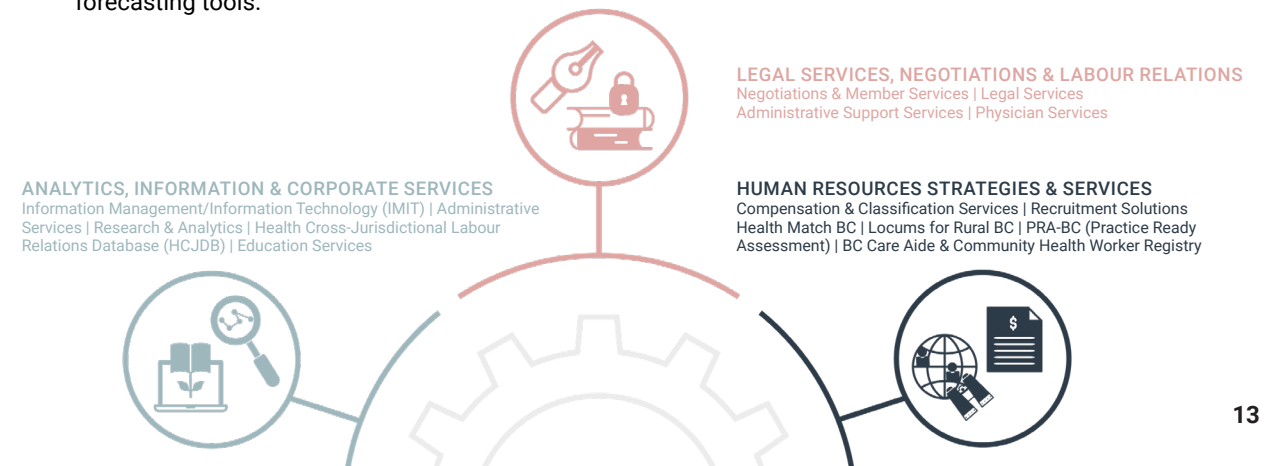 forecasting tools.
LEGAL SERVICES, NEGOTIATIONS & LABOUR RELATIONS
Negotiations & Member Services | Legal Services
Administrative Support Services | Physician Services
ANALYTICS, INFORMATION & CORPORATE SERVICES
Information Management/Information Technology (IMIT) | Administrative
Services | Research & Analytics | Health Cross-Jurisdictional Labour
Relations Database (HCJDB) | Education Services
HUMAN RESOURCES STRATEGIES & SERVICES
Compensation & Classification Services | Recruitment Solutions
Health Match BC | Locums for Rural BC | PRA-BC (Practice Ready
Assessment) | BC Care Aide & Community Health Worker Registry
$
13